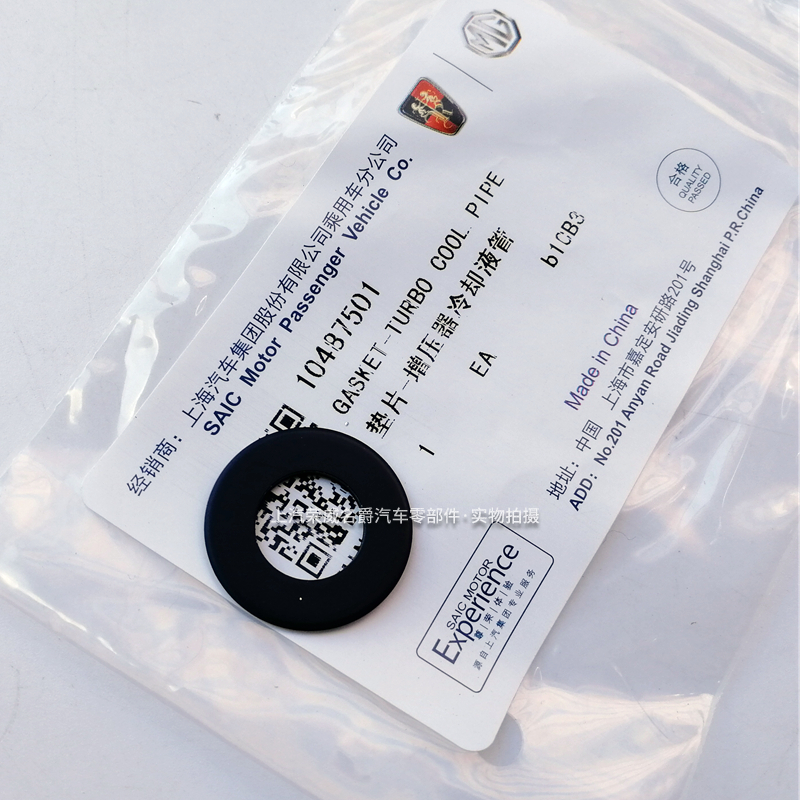 MG
经销商：上海汽车集团股份有限公司乘用车分公司
SAIC Motor Passenger Vehicle Co.
10487501
GASKET-TURBO COOL PIPE
垫片-增压器冷却液管
1 EA b10B3
合格
QUALITY
PASSED
Made in China
地址：中国 上海市嘉定安研路201号
ADD: No.201 Anyan Road Jiading Shanghai P.R.China
SAIC MOTOR
Experience
尊|荣|体|验
源自上汽集团专业服务
上汽荣威名爵汽车零部件·实物拍摄